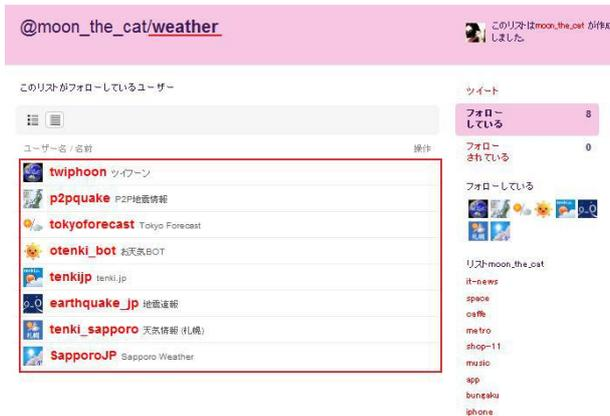 @moon_the_cat/weather
このリストはmoon_the_cat が作成
しました。
このリストがフォローしているユーザー
ユーザー名 / 名前 操作
twiphoon ツイフーン
p2pquake P2P地震情報
tokyoforecast Tokyo Forecast
otenki_bot お天気BOT
tenkijp tenki.jp
earthquake_jp 地震速報
tenki_sapporo 天気情報 (札幌)
SapporoJP Sapporo Weather
ツイート
フォロー
している 8
フォロー
されている 0
フォローしている
リストmoon_the_cat
it-news
space
caffe
metro
shop-11
music
app
bungaku
iphone